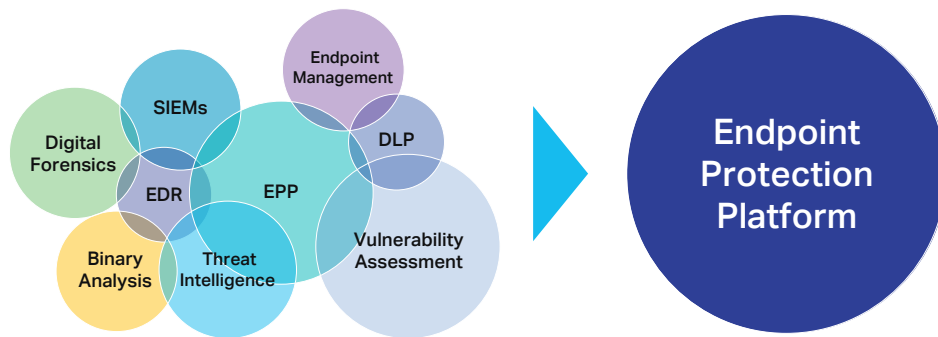 Endpoint
Management
SIEMs
DLP
Digital
Forensics
EDR
EPP
Vulnerability
Assessment
Binary
Analysis
Threat
Intelligence
Endpoint
Protection
Platform